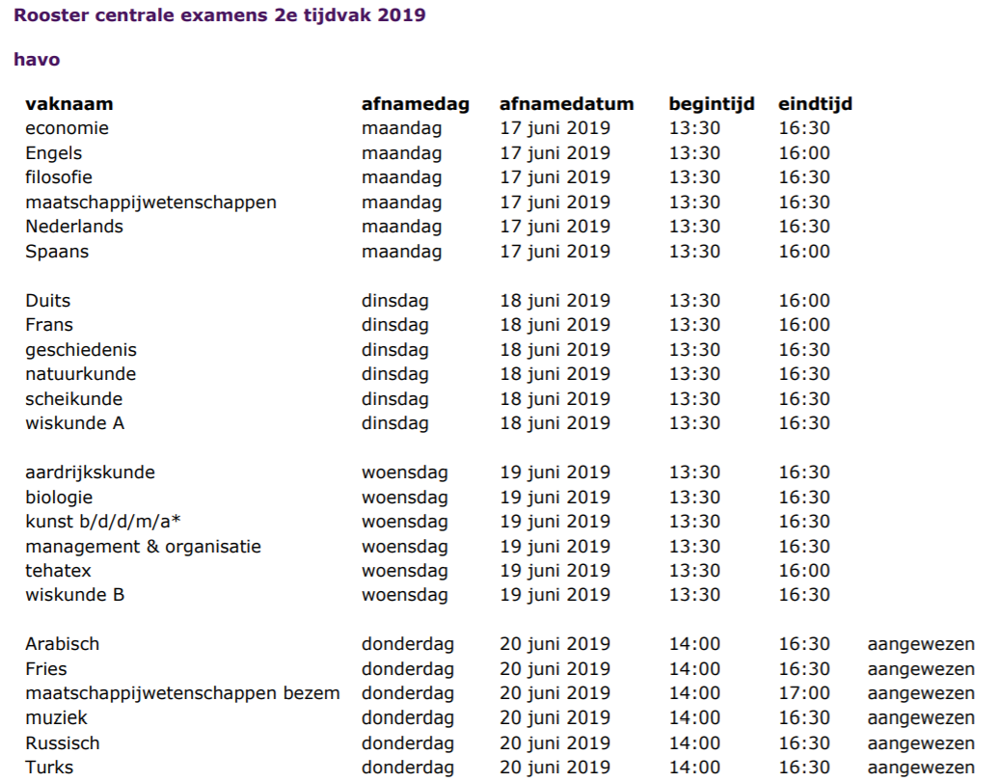 Rooster centrale examens 2e tijdvak 2019
havo
vaknaam afnamedag afnamedatum begintijd eindtijd
economie maandag 17 juni 2019 13:30 16:30
Engels maandag 17 juni 2019 13:30 16:00
filosofie maandag 17 juni 2019 13:30 16:30
maatschappijwetenschappen maandag 17 juni 2019 13:30 16:30
Nederlands maandag 17 juni 2019 13:30 16:30
Spaans maandag 17 juni 2019 13:30 16:00
Duits dinsdag 18 juni 2019 13:30 16:00
Frans dinsdag 18 juni 2019 13:30 16:00
geschiedenis dinsdag 18 juni 2019 13:30 16:30
natuurkunde dinsdag 18 juni 2019 13:30 16:30
scheikunde dinsdag 18 juni 2019 13:30 16:30
wiskunde A dinsdag 18 juni 2019 13:30 16:30
aardrijkskunde woensdag 19 juni 2019 13:30 16:30
biologie woensdag 19 juni 2019 13:30 16:30
kunst b/d/d/m/a* woensdag 19 juni 2019 13:30 16:30
management & organisatie woensdag 19 juni 2019 13:30 16:30
tehatex woensdag 19 juni 2019 13:30 16:00
wiskunde B woensdag 19 juni 2019 13:30 16:30
Arabisch donderdag 20 juni 2019 14:00 16:30 aangewezen
Fries donderdag 20 juni 2019 14:00 16:30 aangewezen
maatschappijwetenschappen bezem donderdag 20 juni 2019 14:00 17:00 aangewezen
muziek donderdag 20 juni 2019 14:00 16:30 aangewezen
Russisch donderdag 20 juni 2019 14:00 16:30 aangewezen
Turks donderdag 20 juni 2019 14:00 16:30 aangewezen